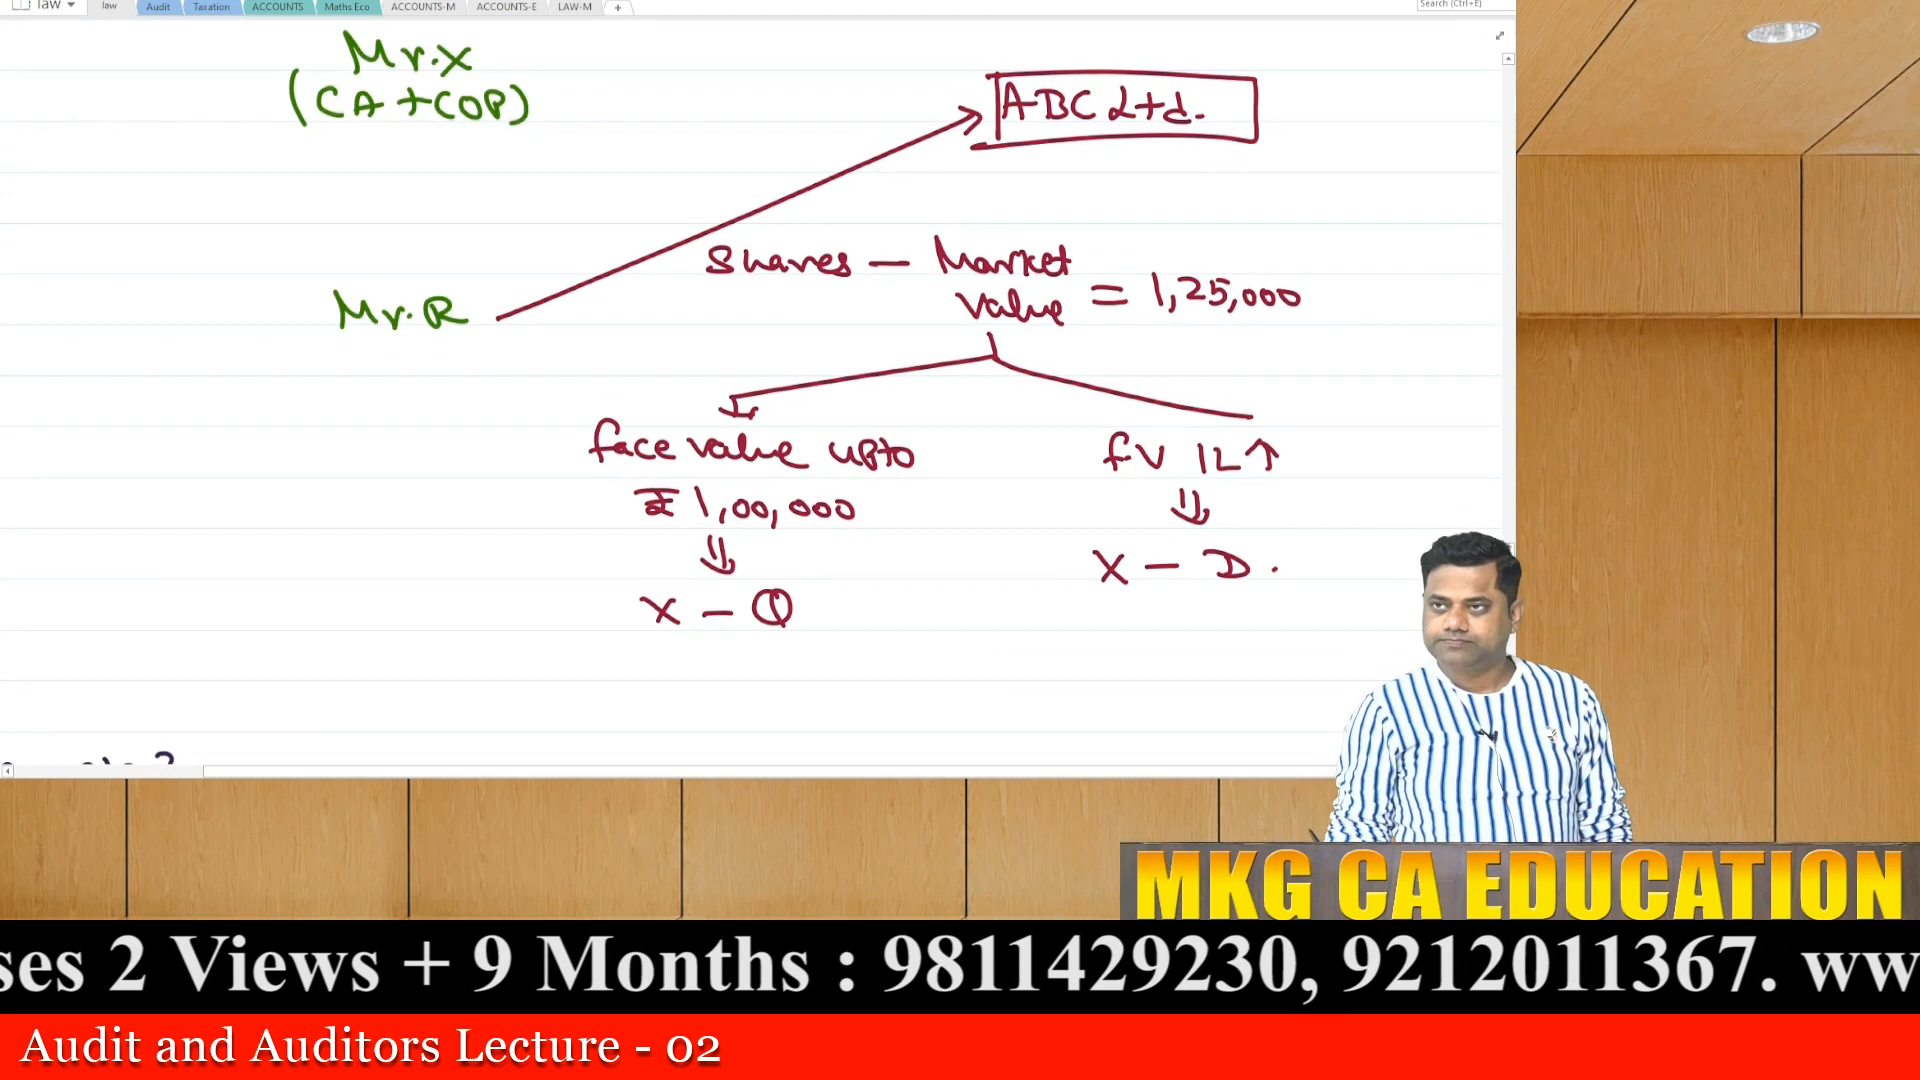 law
law
Audit
Taxation
ACCOUNTS
Maths Eco
ACCOUNTS-M
ACCOUNTS-E
LAW-M
+
Search (Ctrl+E)
Mr. X
(CA + COP)
ABC Ltd.
Shares — Market
Value = 1,25,000
Mr. R
face value upto
₹ 1,00,000
X — Q
FV 1L ↑
X — D.
MKG CA EDUCATION
ses 2 Views + 9 Months : 9811429230, 9212011367. ww
Audit and Auditors Lecture - 02